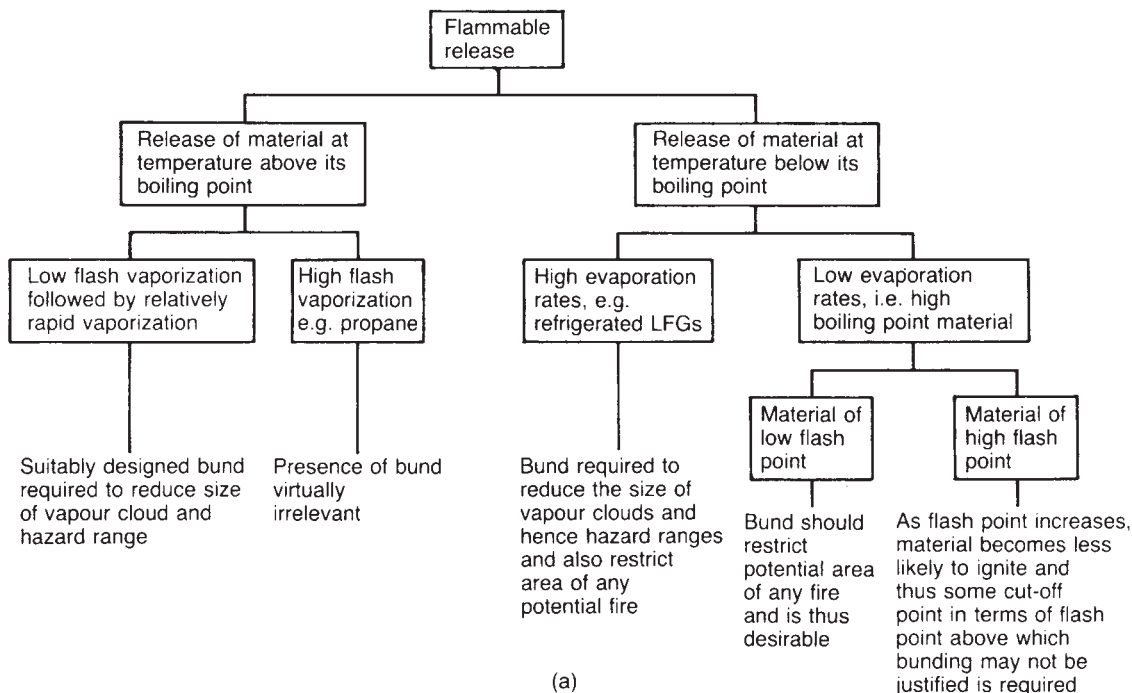 Flammable
release
Release of material at
temperature above its
boiling point
Release of material at
temperature below its
boiling point
Low flash vaporization
followed by relatively
rapid vaporization
High flash
vaporization
e.g. propane
High evaporation
rates, e.g.
refrigerated LFGs
Low evaporation
rates, i.e. high
boiling point material
Material of
low flash
point
Material of
high flash
point
Suitably designed bund
required to reduce size
of vapour cloud and
hazard range
Presence of bund
virtually
irrelevant
Bund required to
reduce the size of
vapour clouds and
hence hazard ranges
and also restrict
area of any
potential fire
Bund should
restrict
potential area
of any fire
and is thus
desirable
As flash point increases,
material becomes less
likely to ignite and
thus some cut-off
point in terms of flash
point above which
bunding may not be
justified is required
(a)